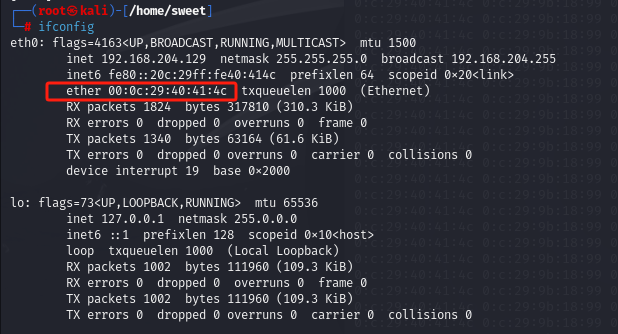 ┌──(root㉿kali)-[/home/sweet]
└─# ifconfig
eth0: flags=4163<UP,BROADCAST,RUNNING,MULTICAST>  mtu 1500
        inet 192.168.204.129  netmask 255.255.255.0  broadcast 192.168.204.255
        inet6 fe80::20c:29ff:fe40:414c  prefixlen 64  scopeid 0×20<link>
        ether 00:0c:29:40:41:4c  txqueuelen 1000  (Ethernet)
        RX packets 1824  bytes 317810 (310.3 KiB)
        RX errors 0  dropped 0  overruns 0  frame 0
        TX packets 1340  bytes 63164 (61.6 KiB)
        TX errors 0  dropped 0 overruns 0  carrier 0  collisions 0
        device interrupt 19  base 0×2000

lo: flags=73<UP,LOOPBACK,RUNNING>  mtu 65536
        inet 127.0.0.1  netmask 255.0.0.0
        inet6 ::1  prefixlen 128  scopeid 0×10<host>
        loop  txqueuelen 1000  (Local Loopback)
        RX packets 1002  bytes 111960 (109.3 KiB)
        RX errors 0  dropped 0  overruns 0  frame 0
        TX packets 1002  bytes 111960 (109.3 KiB)
        TX errors 0  dropped 0 overruns 0  carrier 0  collisions 0